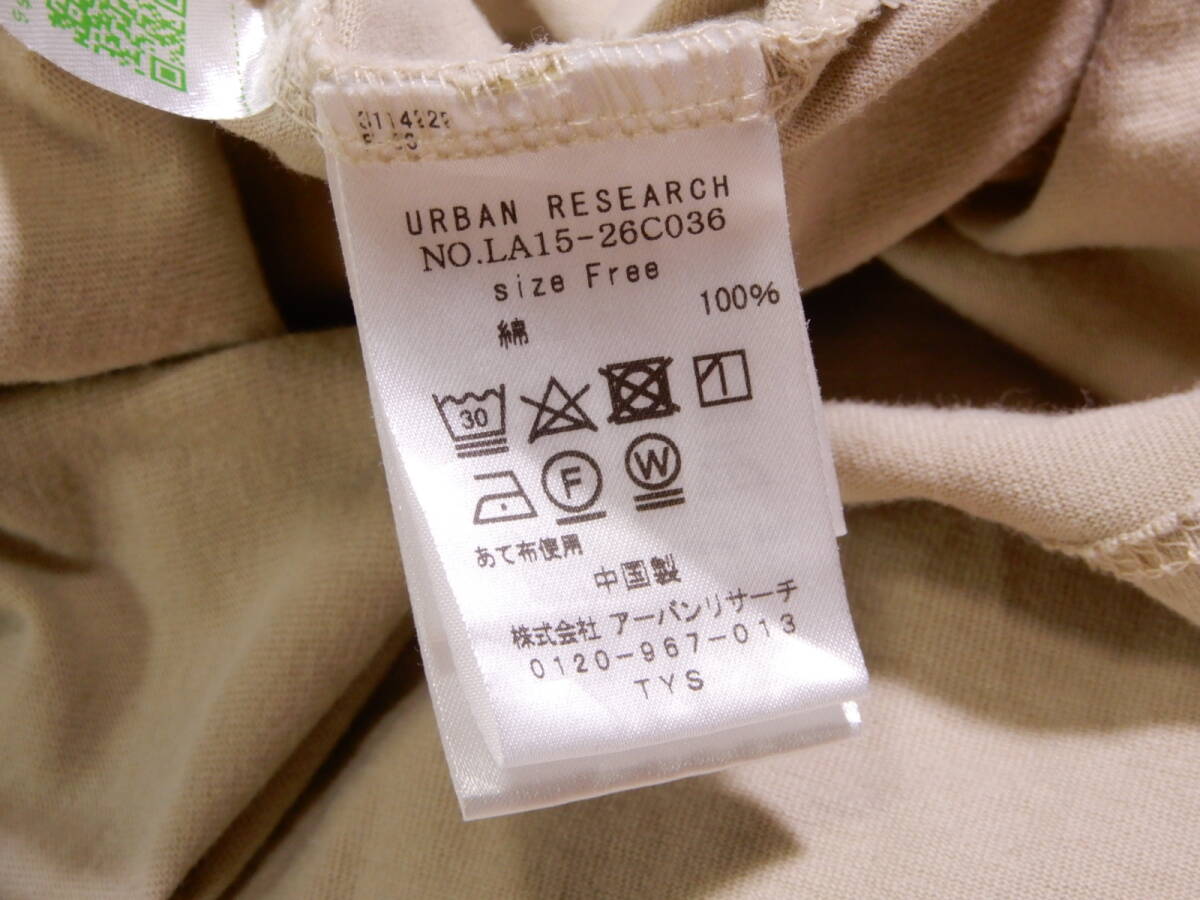 URBAN RESEARCH
NO.LA15-26C036
size Free
綿 100%
30
F W
あて布使用
中国製
株式会社 アーバンリサーチ
0120-967-013
TYS